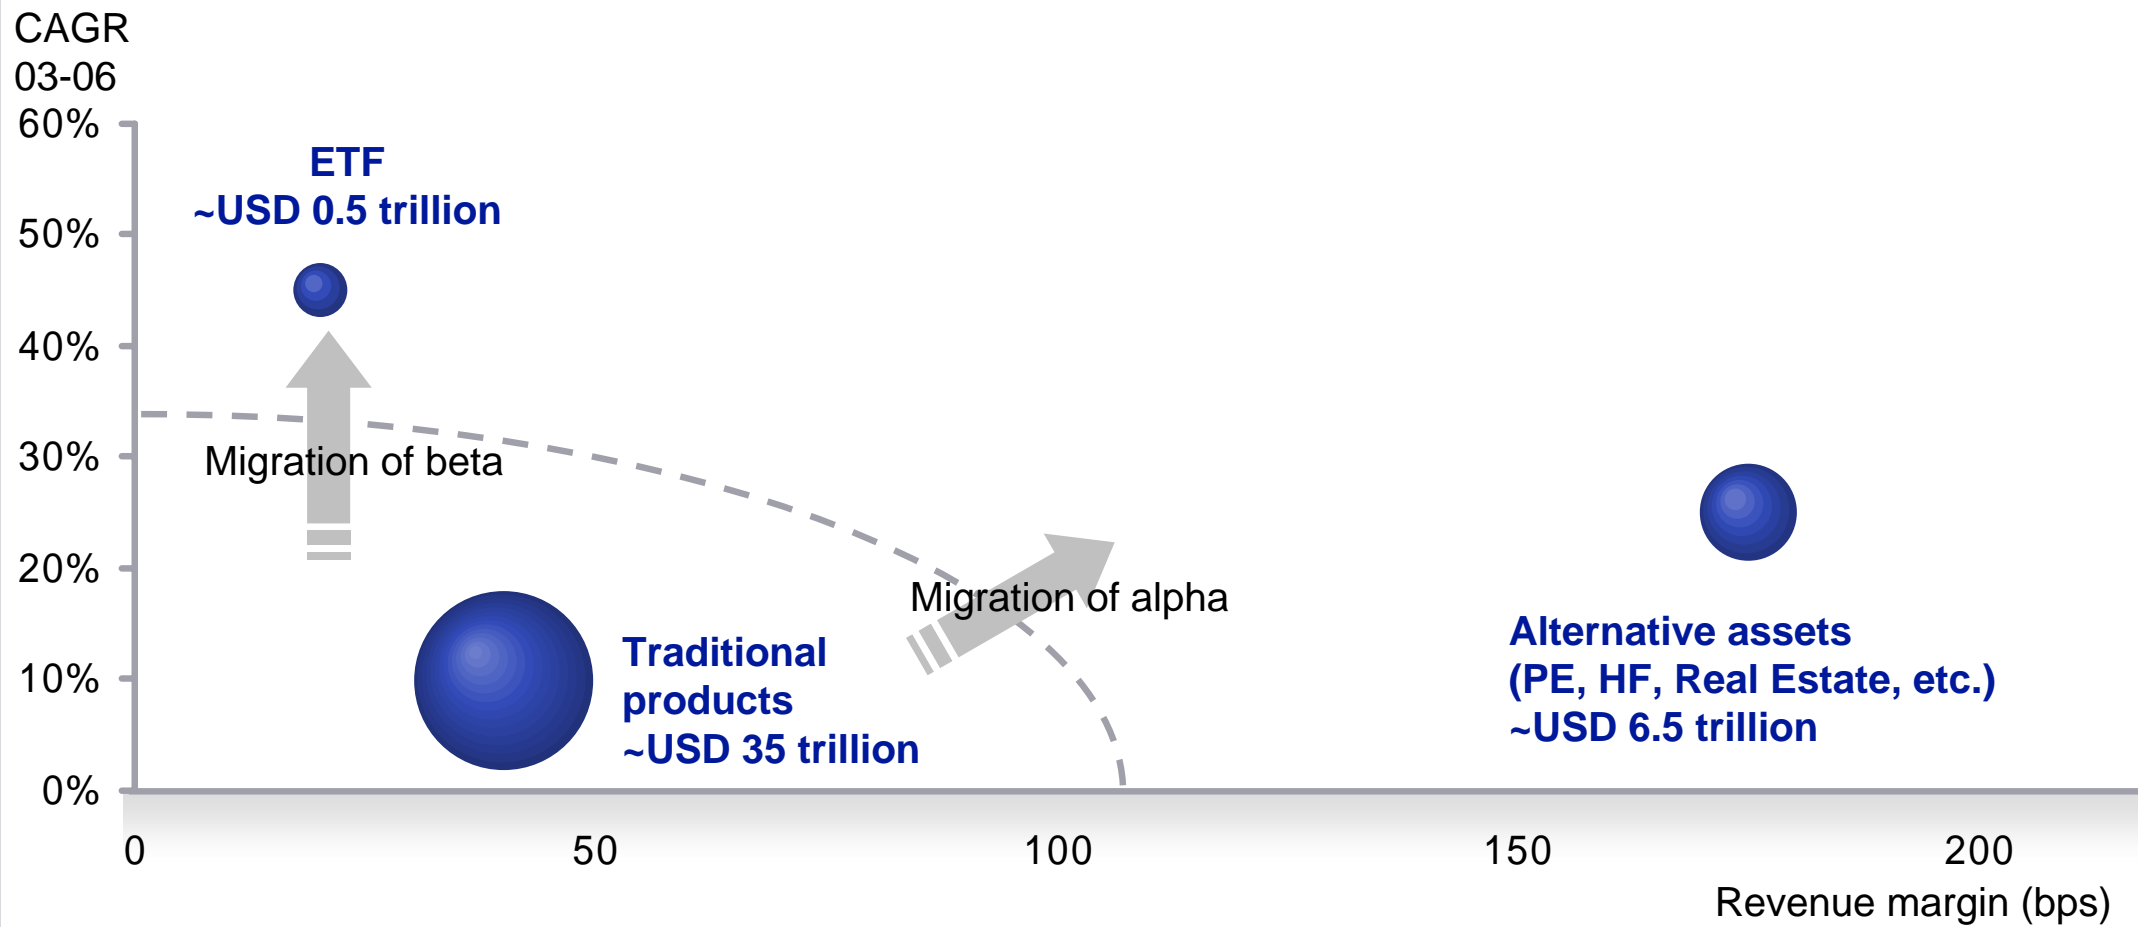 CAGR
03-06
60%
ETF
~USD 0.5 trillion
50%
40%
30%
Migration of beta
20%
Migration of alpha
10%
Traditional
products
~USD 35 trillion
Alternative assets
(PE, HF, Real Estate, etc.)
~USD 6.5 trillion
0%
0 50 100 150 200
Revenue margin (bps)